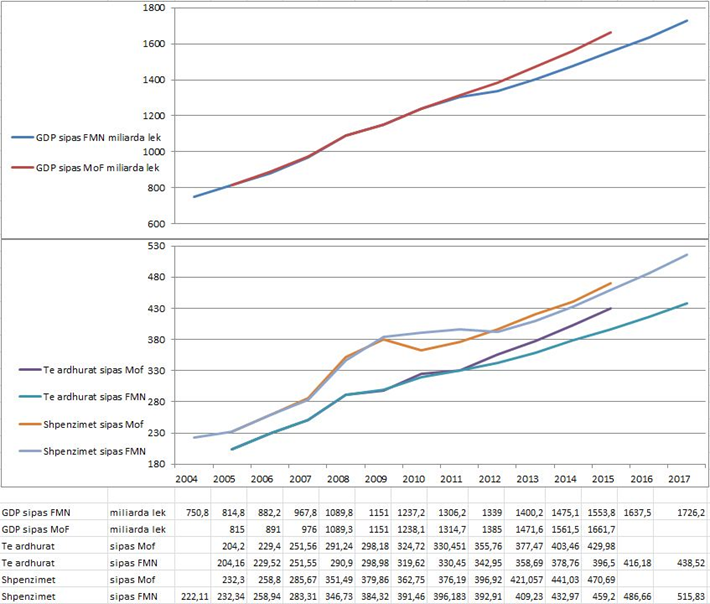 1800
1600
1400
1200
1000
800
600
GDP sipas FMN miliarda lek
GDP sipas MoF miliarda lek
530
480
430
380
330
280
230
180
Te ardhurat sipas Mof
Te ardhurat sipas FMN
Shpenzimet sipas Mof
Shpenzimet sipas FMN
2004 2005 2006 2007 2008 2009 2010 2011 2012 2013 2014 2015 2016 2017
GDP sipas FMN miliarda lek 750,8 814,8 882,2 967,8 1089,8 1151 1237,2 1306,2 1339 1400,2 1475,1 1553,8 1637,5 1726,2
GDP sipas MoF miliarda lek 815 891 976 1089,3 1151 1238,1 1314,7 1385 1471,6 1561,5 1661,7
Te ardhurat sipas Mof 204,2 229,4 251,56 291,24 298,18 324,72 330,451 355,76 377,47 403,46 429,98
Te ardhurat sipas FMN 204,16 229,52 251,55 290,9 298,98 319,62 330,45 342,95 358,69 378,76 396,5 416,18 438,52
Shpenzimet sipas Mof 232,3 258,8 285,67 351,49 379,86 362,75 376,19 396,92 421,057 441,03 470,69
Shpenzimet sipas FMN 222,11 232,34 258,94 283,31 346,73 384,32 391,46 396,183 392,91 409,23 432,97 459,2 486,66 515,83